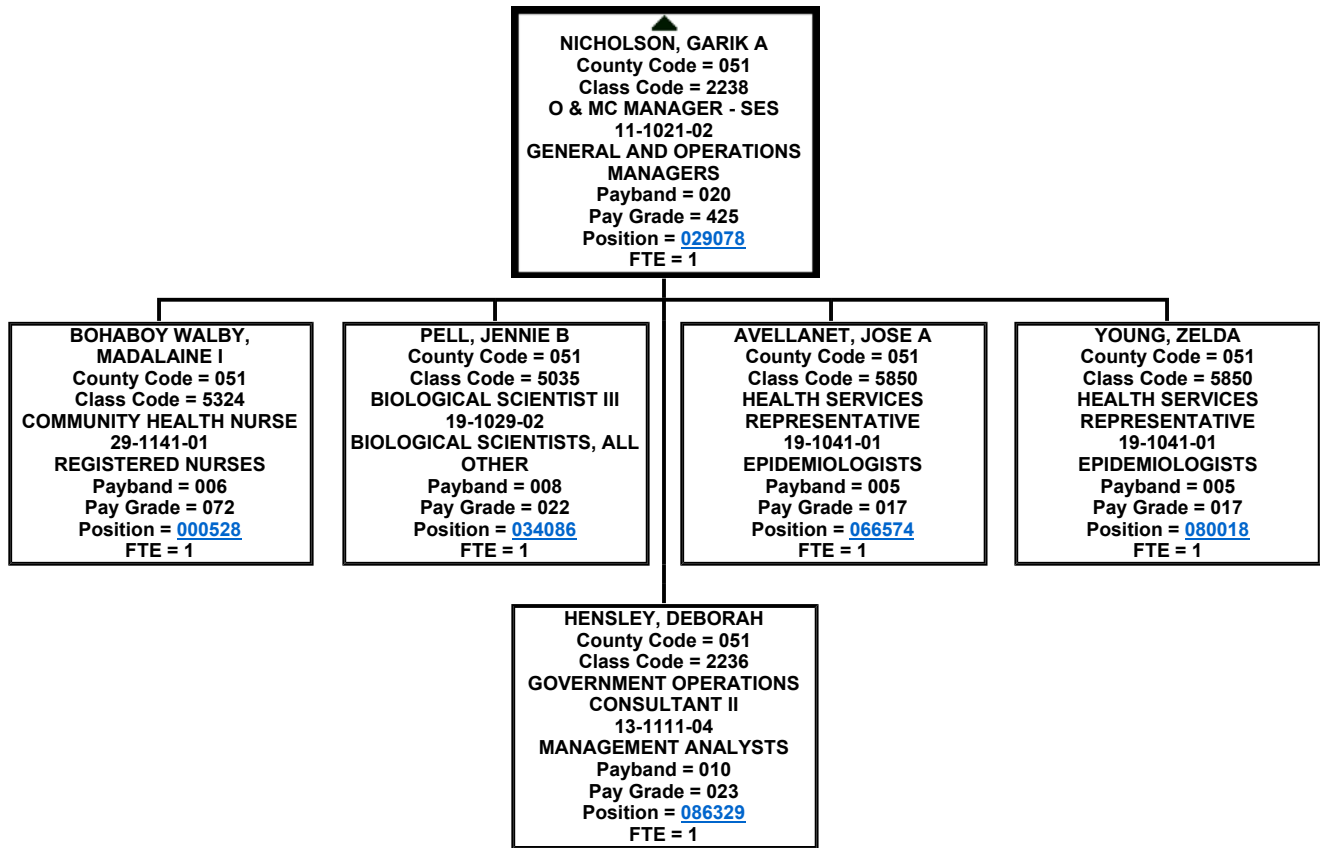 NICHOLSON, GARIK A
County Code = 051
Class Code = 2238
O & MC MANAGER - SES
11-1021-02
GENERAL AND OPERATIONS
MANAGERS
Payband = 020
Pay Grade = 425
Position = 029078
FTE = 1
BOHABOY WALBY,
MADALAINE I
County Code = 051
Class Code = 5324
COMMUNITY HEALTH NURSE
29-1141-01
REGISTERED NURSES
Payband = 006
Pay Grade = 072
Position = 000528
FTE = 1
PELL, JENNIE B
County Code = 051
Class Code = 5035
BIOLOGICAL SCIENTIST III
19-1029-02
BIOLOGICAL SCIENTISTS, ALL
OTHER
Payband = 008
Pay Grade = 022
Position = 034086
FTE = 1
AVELLANET, JOSE A
County Code = 051
Class Code = 5850
HEALTH SERVICES
REPRESENTATIVE
19-1041-01
EPIDEMIOLOGISTS
Payband = 005
Pay Grade = 017
Position = 066574
FTE = 1
YOUNG, ZELDA
County Code = 051
Class Code = 5850
HEALTH SERVICES
REPRESENTATIVE
19-1041-01
EPIDEMIOLOGISTS
Payband = 005
Pay Grade = 017
Position = 080018
FTE = 1
HENSLEY, DEBORAH
County Code = 051
Class Code = 2236
GOVERNMENT OPERATIONS
CONSULTANT II
13-1111-04
MANAGEMENT ANALYSTS
Payband = 010
Pay Grade = 023
Position = 086329
FTE = 1